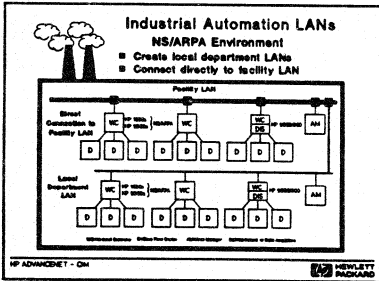 Industrial Automation LANs
NS/ARPA Environment
Create local department LANs
Connect directly to facility LAN
Facility LAN
Direct
Connection to
Facility LAN
WC
WC
WC
DIS
AM
D D D D D D D D D
Local
Department
LAN
WC
WC
WC
DIS
AM
D D D D D D D D D
HP ADVANCENET - CIM
hp HEWLETT
PACKARD